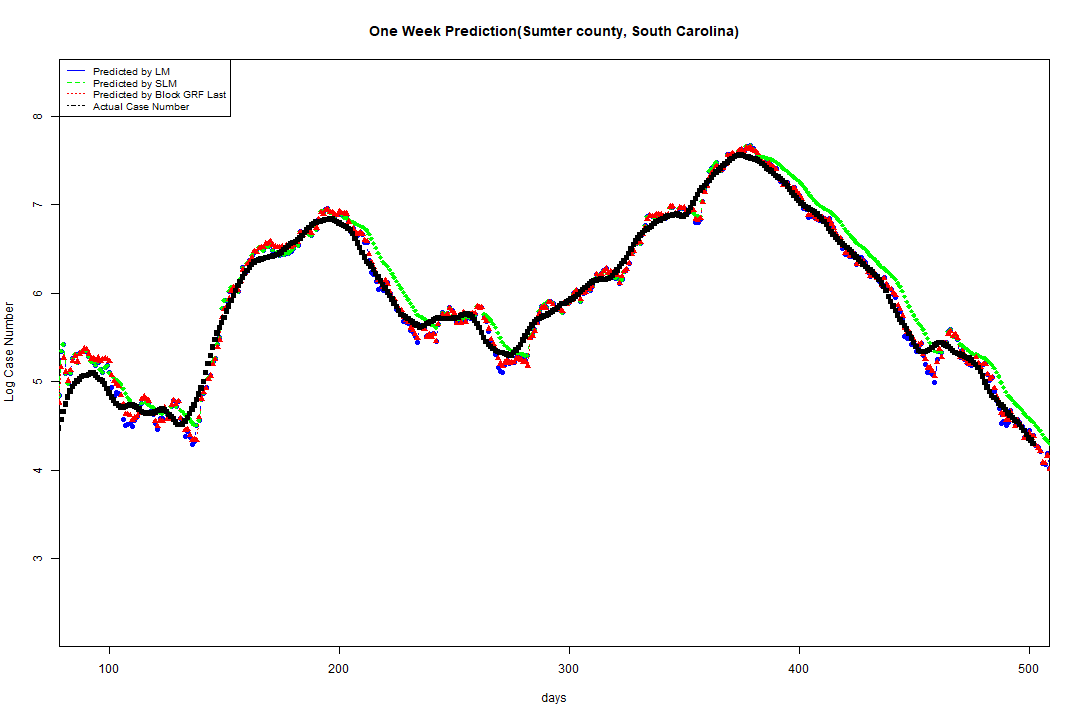 One Week Prediction(Sumter county, South Carolina)
Predicted by LM
Predicted by SLM
Predicted by Block GRF Last
Actual Case Number
8
7
6
5
4
3
Log Case Number
100 200 300 400 500
days